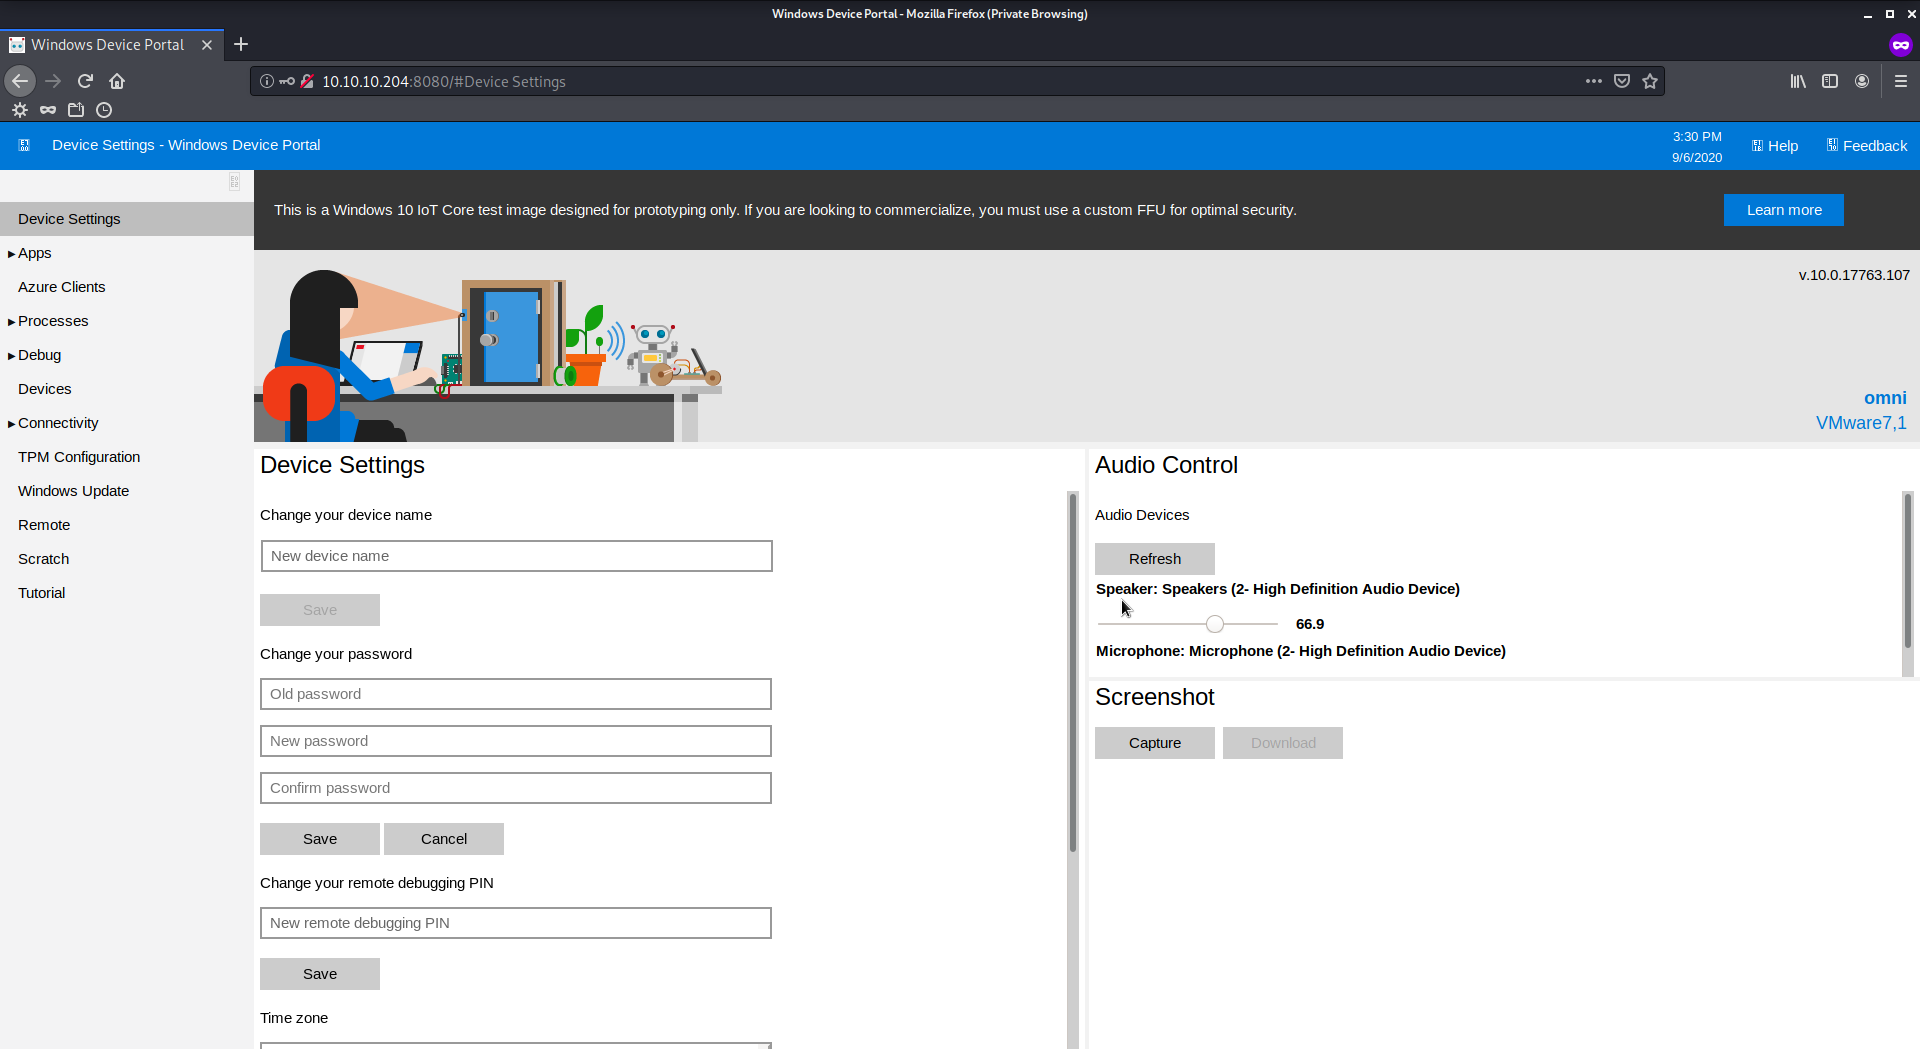 Windows Device Portal - Mozilla Firefox (Private Browsing)
Windows Device Portal
10.10.10.204:8080/#Device Settings
Device Settings - Windows Device Portal
3:30 PM
9/6/2020
Help
Feedback
This is a Windows 10 IoT Core test image designed for prototyping only. If you are looking to commercialize, you must use a custom FFU for optimal security.
Learn more
Device Settings
Apps
Azure Clients
Processes
Debug
Devices
Connectivity
TPM Configuration
Windows Update
Remote
Scratch
Tutorial
v.10.0.17763.107
omni
VMware7,1
Device Settings
Change your device name
New device name
Save
Change your password
Old password
New password
Confirm password
Save Cancel
Change your remote debugging PIN
New remote debugging PIN
Save
Time zone
Audio Control
Audio Devices
Refresh
Speaker: Speakers (2- High Definition Audio Device)
66.9
Microphone: Microphone (2- High Definition Audio Device)
Screenshot
Capture Download